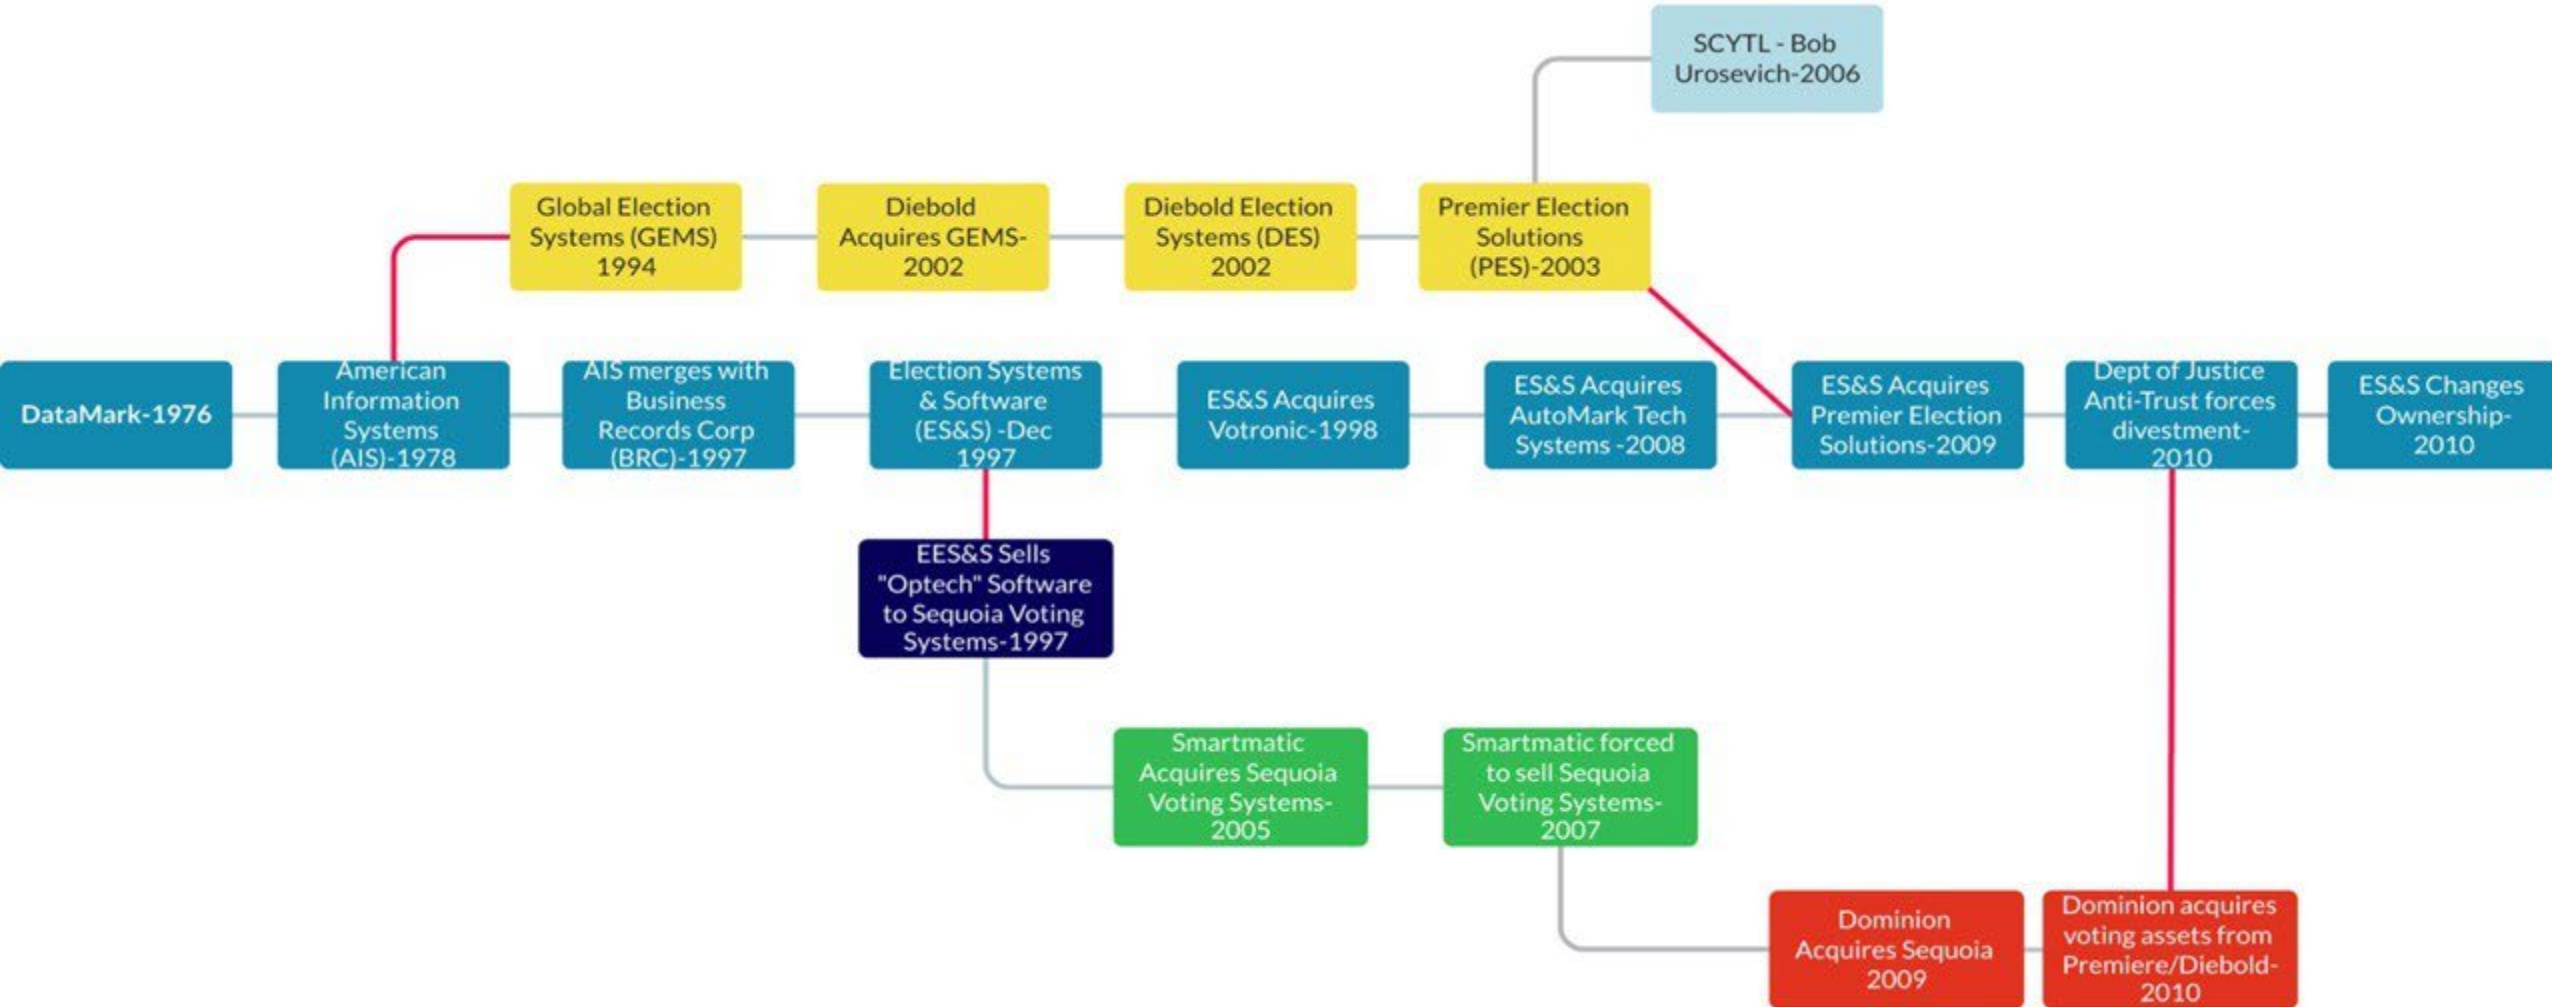 SCYTL - Bob
Urosevich-2006
Global Election
Systems (GEMS)
1994
Diebold
Acquires GEMS-
2002
Diebold Election
Systems (DES)
2002
Premier Election
Solutions
(PES)-2003
DataMark-1976
American
Information
Systems
(AIS)-1978
AIS merges with
Business
Records Corp
(BRC)-1997
Election Systems
& Software
(ES&S) -Dec
1997
ES&S Acquires
Votronic-1998
ES&S Acquires
AutoMark Tech
Systems -2008
ES&S Acquires
Premier Election
Solutions-2009
Dept of Justice
Anti-Trust forces
divestment-
2010
ES&S Changes
Ownership-
2010
EES&S Sells
"Optech" Software
to Sequoia Voting
Systems-1997
Smartmatic
Acquires Sequoia
Voting Systems-
2005
Smartmatic forced
to sell Sequoia
Voting Systems-
2007
Dominion
Acquires Sequoia
2009
Dominion acquires
voting assets from
Premiere/Diebold-
2010